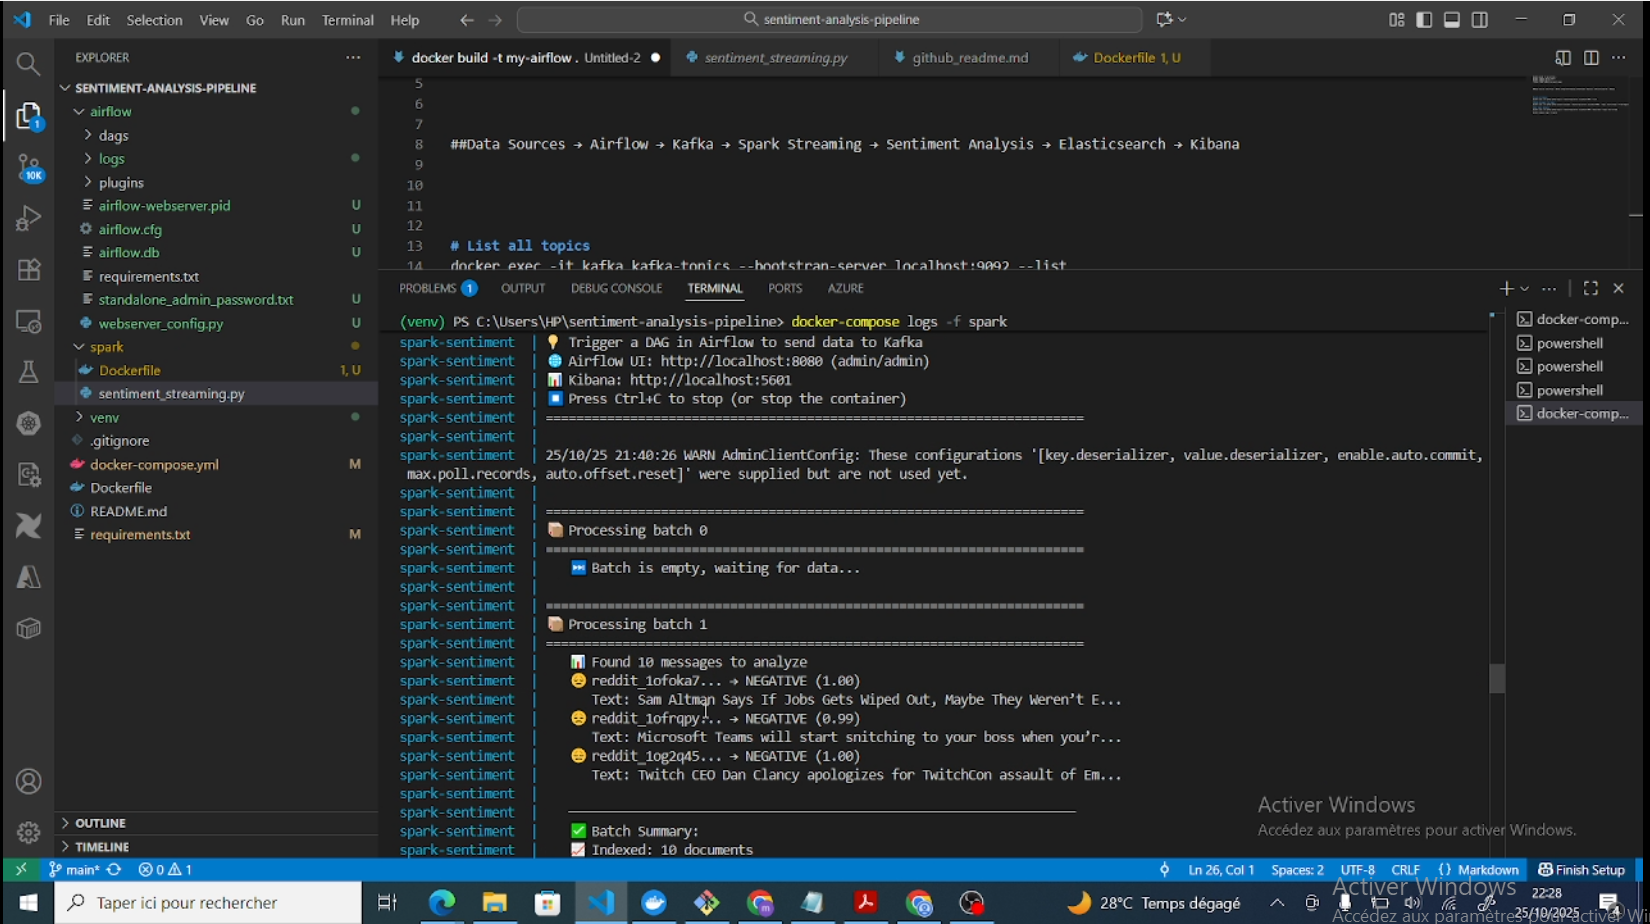 File Edit Selection View Go Run Terminal Help
sentiment-analysis-pipeline
EXPLORER
SENTIMENT-ANALYSIS-PIPELINE
airflow
dags
logs
plugins
airflow-webserver.pid U
airflow.cfg U
airflow.db U
requirements.txt
standalone_admin_password.txt U
webserver_config.py U
spark
Dockerfile 1, U
sentiment_streaming.py
venv
.gitignore
docker-compose.yml M
Dockerfile
README.md
requirements.txt M
OUTLINE
TIMELINE
1
10K
docker build -t my-airflow . Untitled-2
sentiment_streaming.py
github_readme.md
Dockerfile 1, U
5
6
7
8 ##Data Sources → Airflow → Kafka → Spark Streaming → Sentiment Analysis → Elasticsearch → Kibana
9
10
11
12
13 # List all topics
14 docker exec -it kafka kafka-topics --bootstrap-server localhost:9092 --list
PROBLEMS 1 OUTPUT DEBUG CONSOLE TERMINAL PORTS AZURE
(venv) PS C:\Users\HP\sentiment-analysis-pipeline> docker-compose logs -f spark
spark-sentiment | 💡 Trigger a DAG in Airflow to send data to Kafka
spark-sentiment | 🌐 Airflow UI: http://localhost:8080 (admin/admin)
spark-sentiment | 📊 Kibana: http://localhost:5601
spark-sentiment | ⏹️ Press Ctrl+C to stop (or stop the container)
spark-sentiment | ======================================================================
spark-sentiment |
spark-sentiment | 25/10/25 21:40:26 WARN AdminClientConfig: These configurations '[key.deserializer, value.deserializer, enable.auto.commit,
max.poll.records, auto.offset.reset]' were supplied but are not used yet.
spark-sentiment |
spark-sentiment | ======================================================================
spark-sentiment | 📦 Processing batch 0
spark-sentiment | ======================================================================
spark-sentiment | ⏭️ Batch is empty, waiting for data...
spark-sentiment |
spark-sentiment | ======================================================================
spark-sentiment | 📦 Processing batch 1
spark-sentiment | ======================================================================
spark-sentiment | 📊 Found 10 messages to analyze
spark-sentiment | 😞 reddit_1ofoka7... → NEGATIVE (1.00)
spark-sentiment | Text: Sam Altman Says If Jobs Gets Wiped Out, Maybe They Weren't E...
spark-sentiment | 😞 reddit_1ofrqpy... → NEGATIVE (0.99)
spark-sentiment | Text: Microsoft Teams will start snitching to your boss when you'r...
spark-sentiment | 😞 reddit_1og2q45... → NEGATIVE (1.00)
spark-sentiment | Text: Twitch CEO Dan Clancy apologizes for TwitchCon assault of Em...
spark-sentiment |
spark-sentiment | ──────────────────────────────
spark-sentiment | ✅ Batch Summary:
spark-sentiment | 📈 Indexed: 10 documents
docker-comp...
powershell
powershell
powershell
docker-comp...
Activer Windows
Accédez aux paramètres pour activer Windows.
main* 0 1 Ln 26, Col 1 Spaces: 2 UTF-8 CRLF {} Markdown Finish Setup
Activer Windows
Accédez aux paramètres pour activer Wi
Taper ici pour rechercher
28°C Temps dégagé
22:28
25/10/2025
4